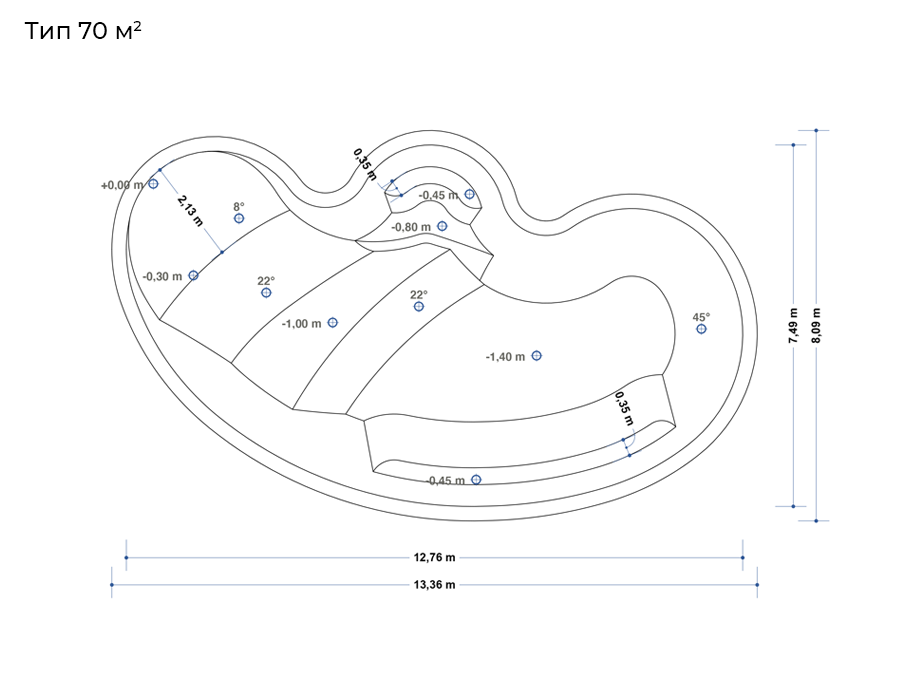 Тип 70 м²
0,35 m
+0,00 m
-0,45 m
2,13 m
8°
-0,80 m
-0,30 m
22°
22°
-1,00 m
45°
7,49 m
8,09 m
-1,40 m
0,35 m
-0,45 m
12,76 m
13,36 m